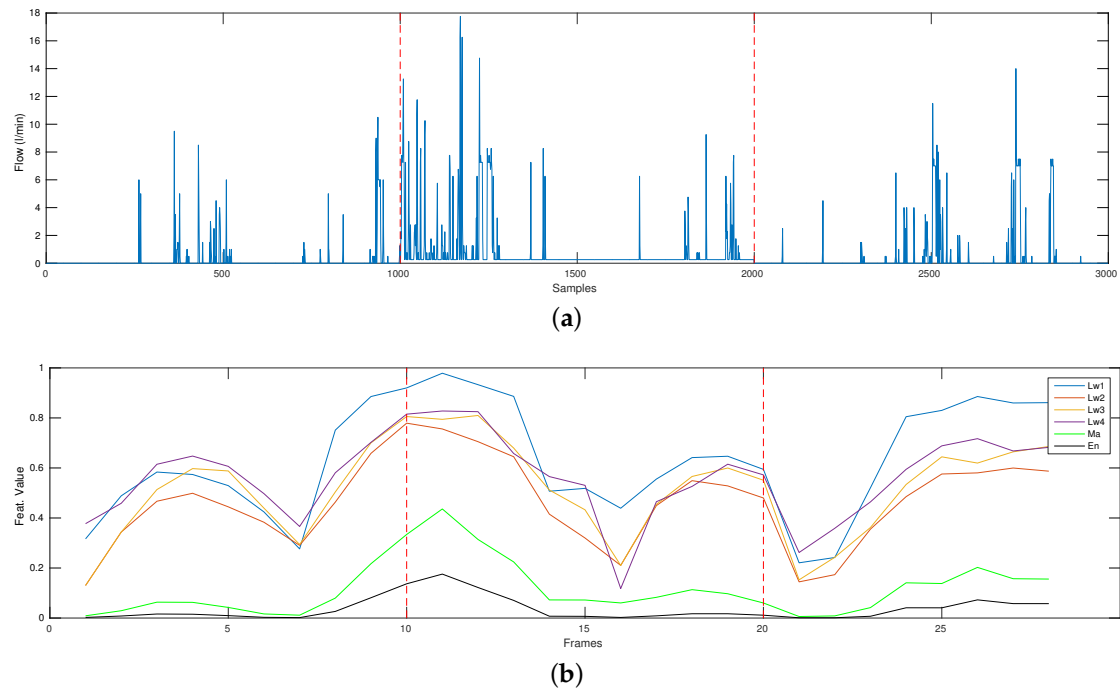 18
16
14
12
10
8
6
4
2
0
Flow (l/min)
0 500 1000 1500 2000 2500 3000
Samples
(a)
1
0.8
0.6
0.4
0.2
0
Feat. Value
Lw1
Lw2
Lw3
Lw4
Ma
En
0 5 10 15 20 25
Frames
(b)